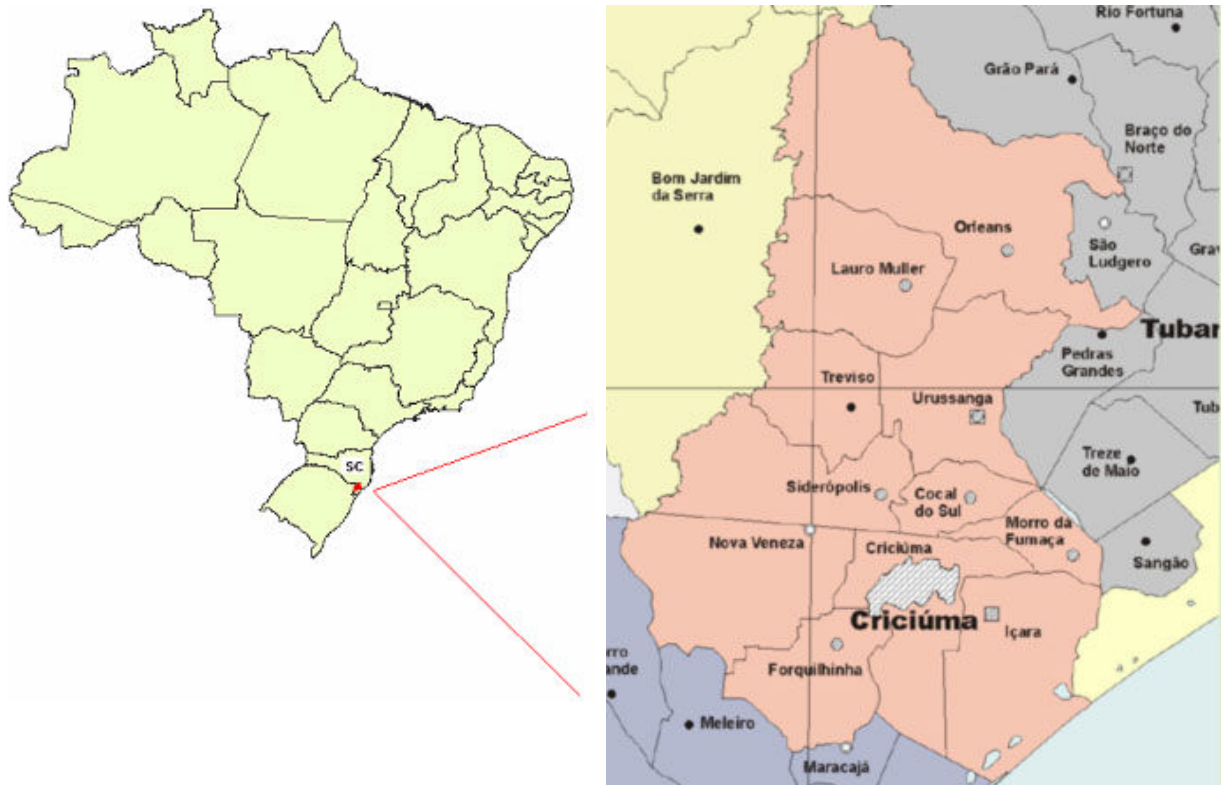 SC
Rio Fortuna
Grão Pará
Braço do
Norte
Bom Jardim
da Serra
Orleans
São
Ludgero
Grav
Lauro Muller
Tubar
Pedras
Grandes
Treviso
Urussanga
Tub
Treze
de Maio
Siderópolis
Cocal
do Sul
Morro da
Fumaça
Nova Veneza
Criciúma
Sangão
Criciúma
Içara
rro
ande
Forquilhinha
Meleiro
Maracajá